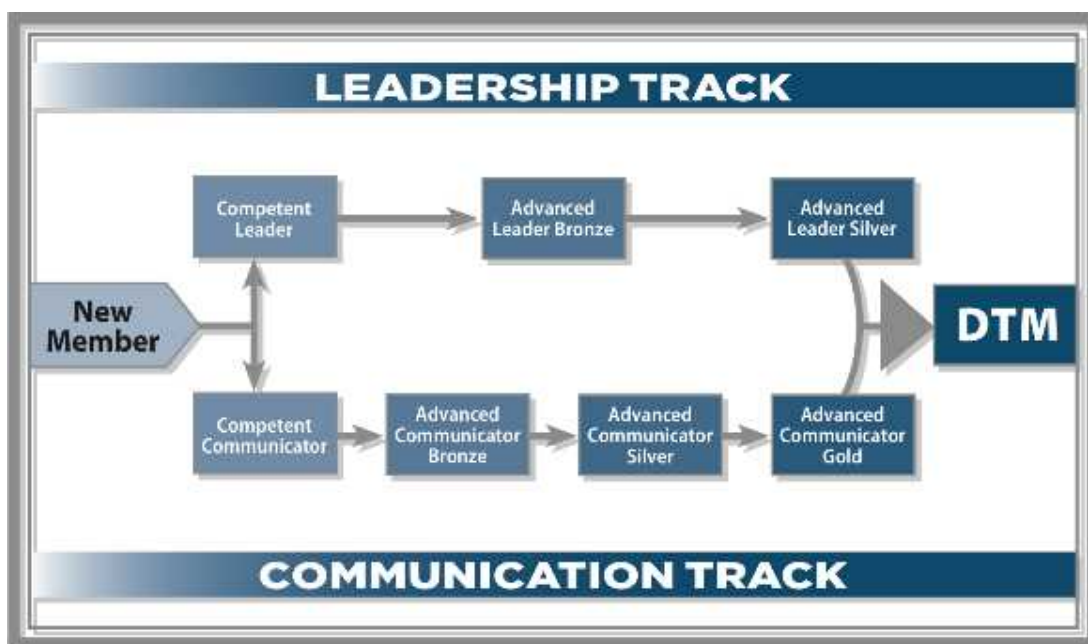 LEADERSHIP TRACK
Competent
Leader
Advanced
Leader Bronze
Advanced
Leader Silver
New
Member
DTM
Competent
Communicator
Advanced
Communicator
Bronze
Advanced
Communicator
Silver
Advanced
Communicator
Gold
COMMUNICATION TRACK